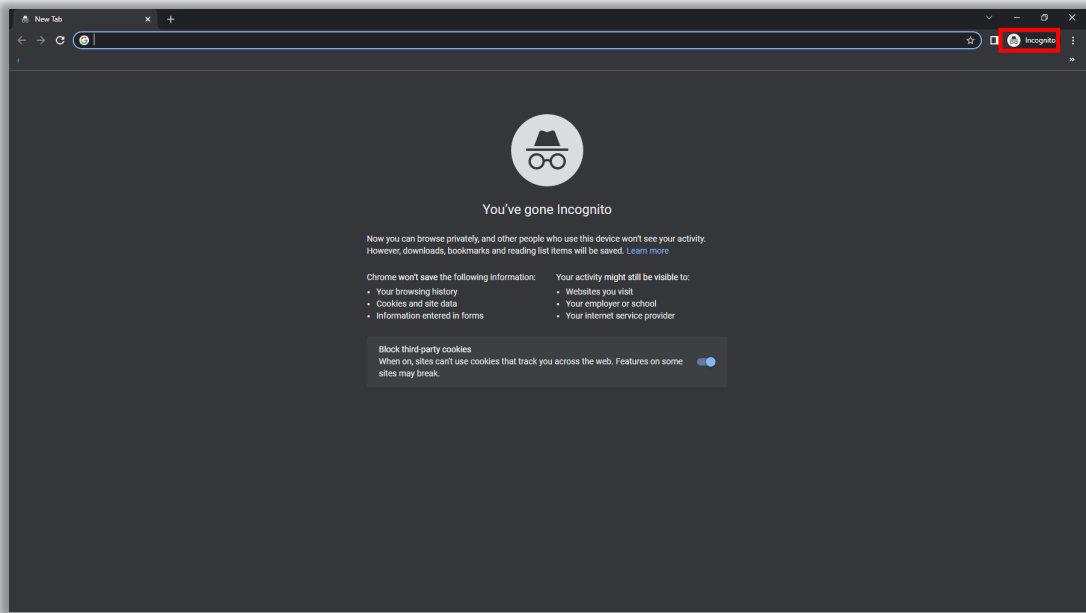 New Tab
Incognito
You've gone Incognito
Now you can browse privately, and other people who use this device won't see your activity.
However, downloads, bookmarks and reading list items will be saved. Learn more
Chrome won't save the following information:
• Your browsing history
• Cookies and site data
• Information entered in forms
Your activity might still be visible to:
• Websites you visit
• Your employer or school
• Your internet service provider
Block third-party cookies
When on, sites can't use cookies that track you across the web. Features on some
sites may break.